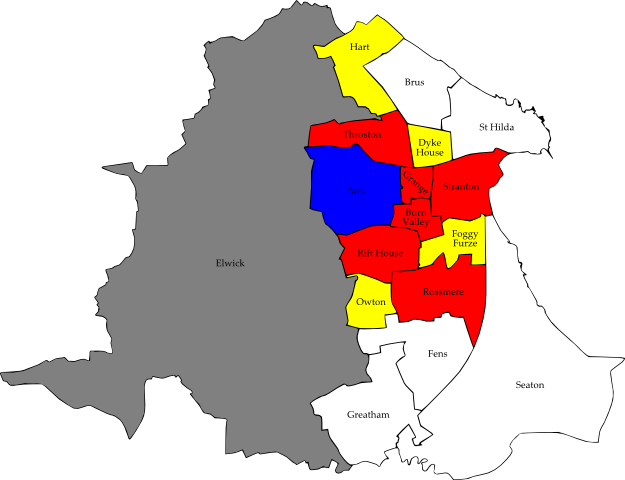 Hart
Brus
St Hilda
Throston
Dyke
House
Grange
Stranton
Park
Burn
Valley
Foggy
Furze
Rift House
Elwick
Rossmere
Owton
Fens
Seaton
Greatham